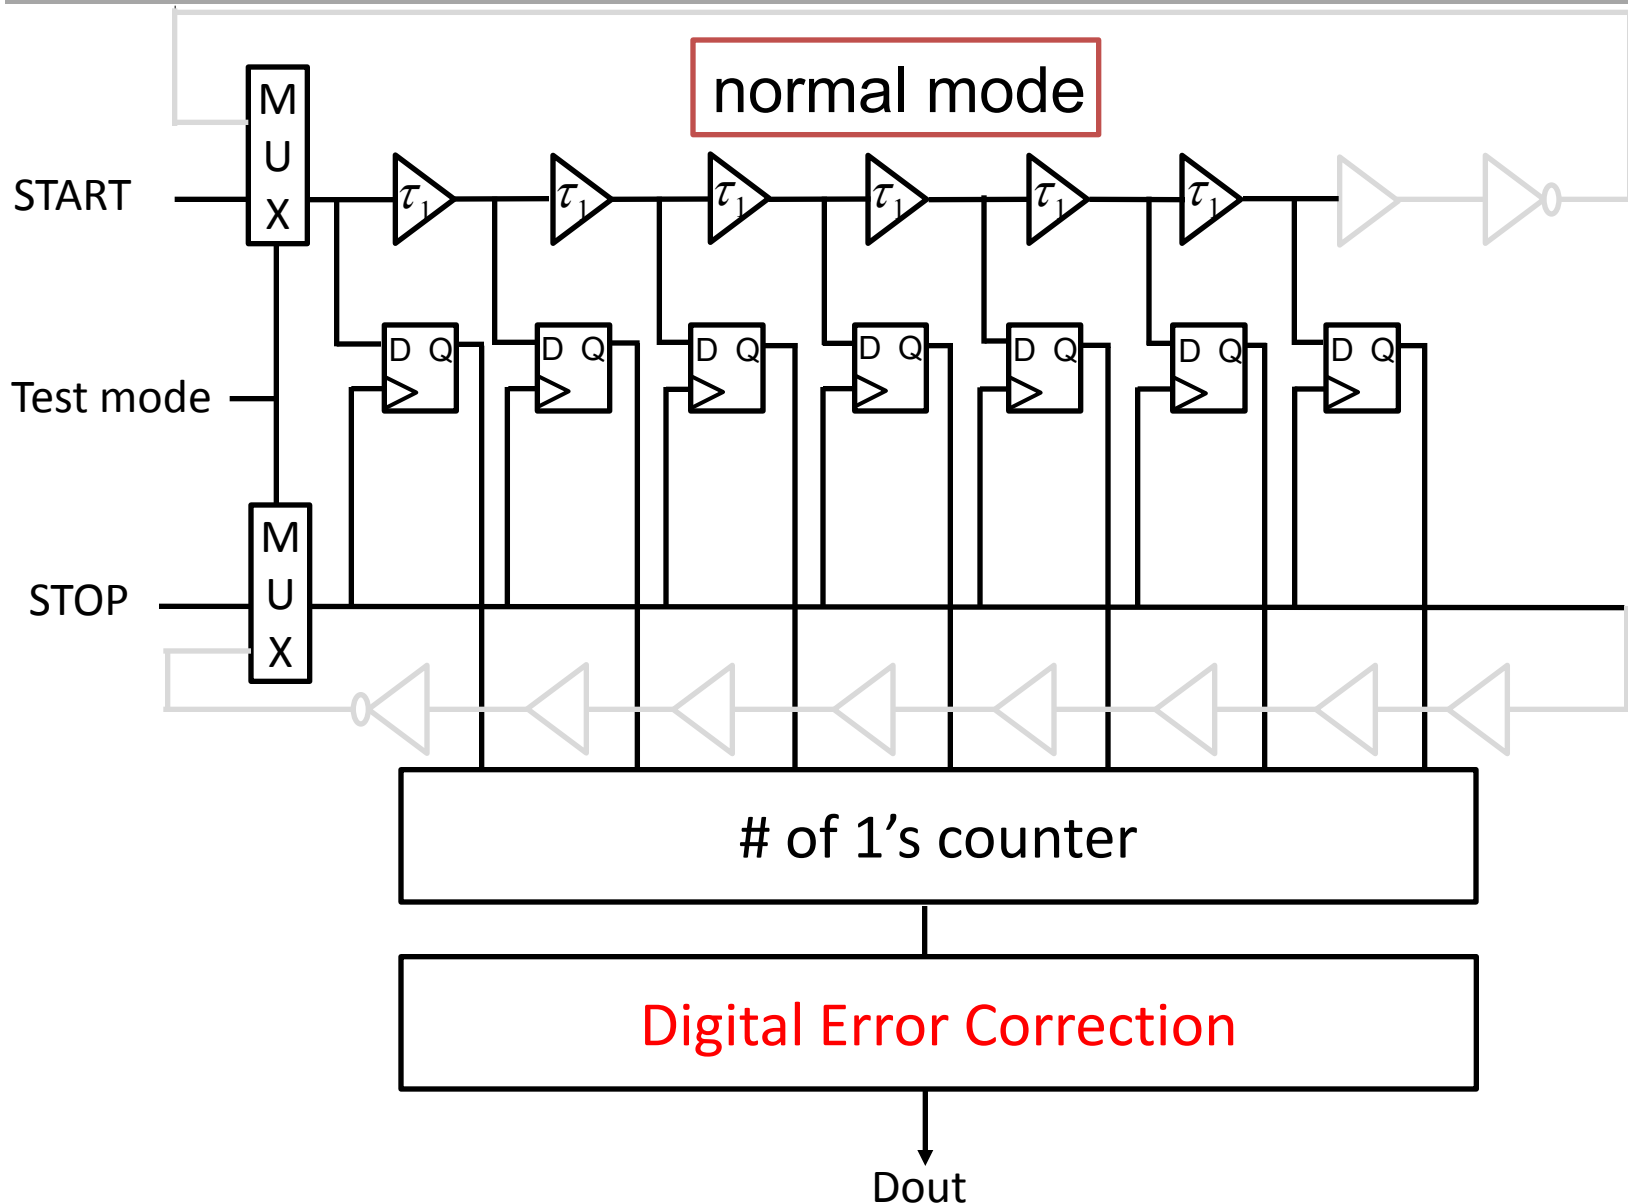 normal mode
M
U
X
START
τ1 τ1 τ1 τ1 τ1 τ1
D Q D Q D Q D Q D Q D Q D Q
Test mode
M
U
X
STOP
# of 1’s counter
Digital Error Correction
Dout